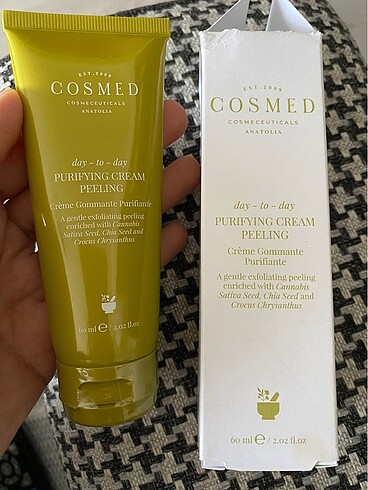 EST.2009
COSMED
COSMECEUTICALS
ANATOLIA
day ~ to ~ day
PURIFYING CREAM
PEELING
Crème Gommante Purifiante
A gentle exfoliating peeling
enriched with Cannabis
Sativa Seed, Chia Seed and
Crocus Chrysanthus
60 ml e / 2.02 fl.oz
EST.2009
COSMED
COSMECEUTICALS
ANATOLIA
day ~ to ~ day
PURIFYING CREAM
PEELING
Crème Gommante
Purifiante
A gentle exfoliating peeling
enriched with Cannabis
Sativa Seed, Chia Seed and
Crocus Chrysanthus
60 ml e / 2.02 fl.oz